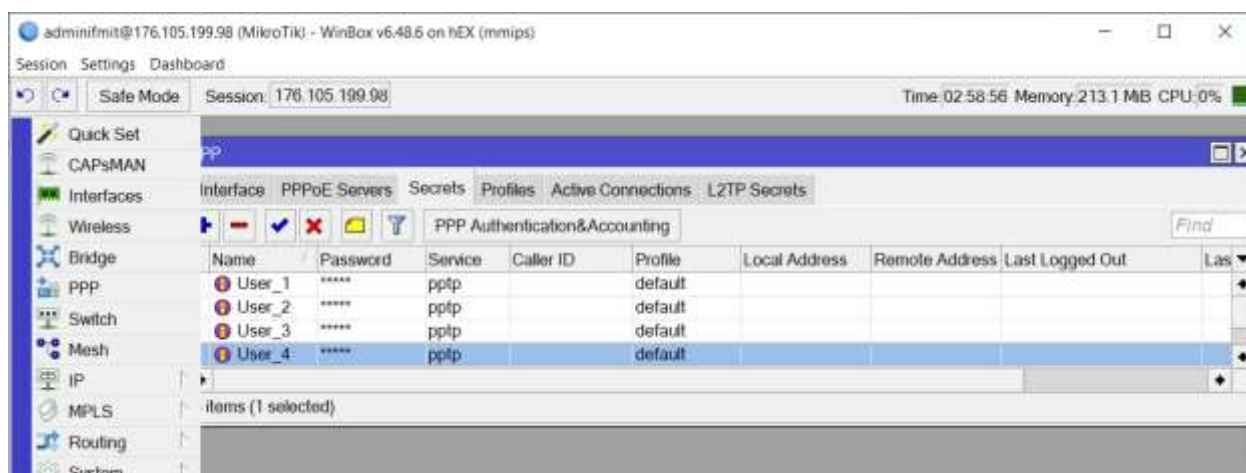 adminifmit@176.105.199.98 (MikroTik) - WinBox v6.48.6 on hEX (mmips)
Session Settings Dashboard
Safe Mode Session: 176.105.199.98 Time: 02:58:56 Memory: 213.1 MiB CPU: 0%
Quick Set
PP
CAPsMAN
Interface PPPoE Servers Secrets Profiles Active Connections L2TP Secrets
Interfaces
Wireless
PPP Authentication&Accounting Find
Bridge
Name Password Service Caller ID Profile Local Address Remote Address Last Logged Out Las
PPP
User_1 ***** pptp default
User_2 ***** pptp default
Switch
User_3 ***** pptp default
Mesh
User_4 ***** pptp default
IP
MPLS
items (1 selected)
Routing
System